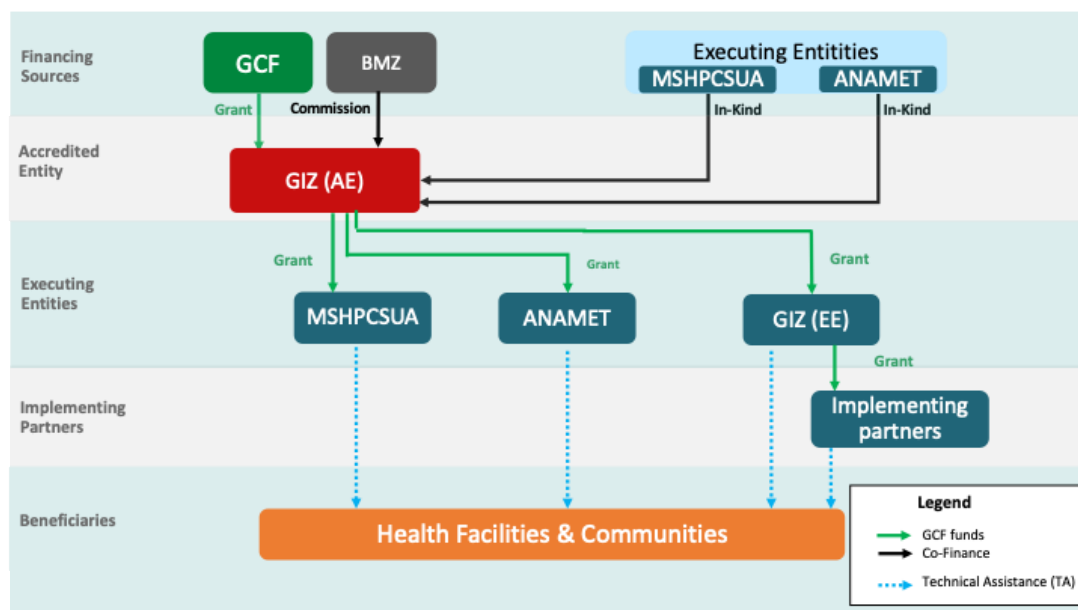 Financing
Sources
GCF
BMZ
Executing Entitities
MSHPCSUA
ANAMET
Grant
Commission
In-Kind
In-Kind
Accredited
Entity
GIZ (AE)
Grant
Grant
Grant
Executing
Entities
MSHPCSUA
ANAMET
GIZ (EE)
Grant
Implementing
Partners
Implementing
partners
Beneficiaries
Health Facilities & Communities
Legend
GCF funds
Co-Finance
Technical Assistance (TA)